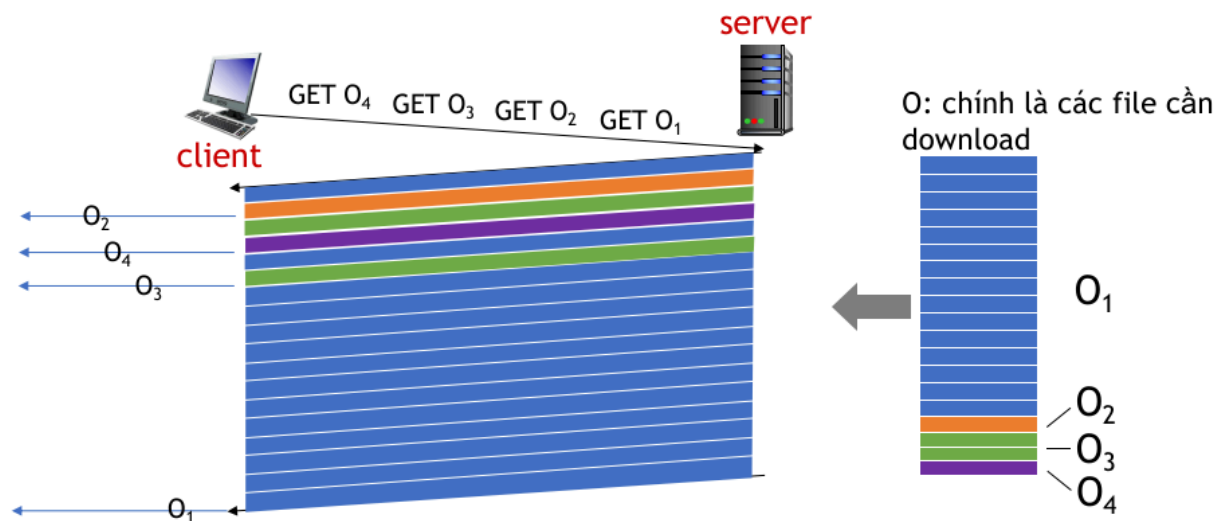 server
GET O₄ GET O₃ GET O₂ GET O₁
client
O: chính là các file cần
download
O₂
O₄
O₃
O₁
O₁
O₂
O₃
O₄